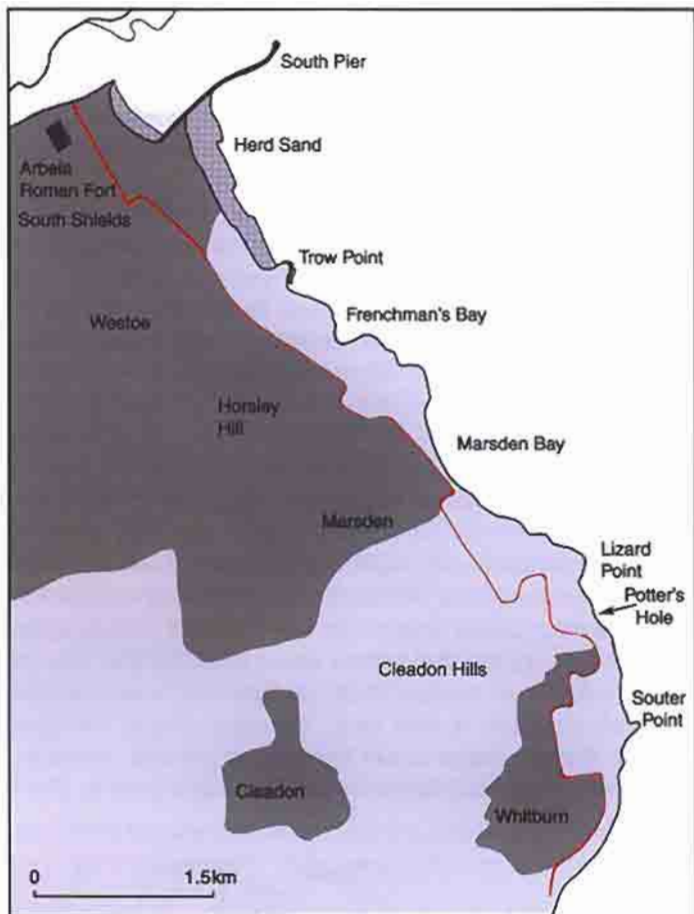 South Pier
Herd Sand
Arbeia
Roman Fort
South Shields
Trow Point
Westoe
Frenchman's Bay
Horsley
Hill
Marsden Bay
Marsden
Lizard
Point
Potter's
Hole
Cleadon Hills
Souter
Point
Cleadon
Whitburn
0 1.5km